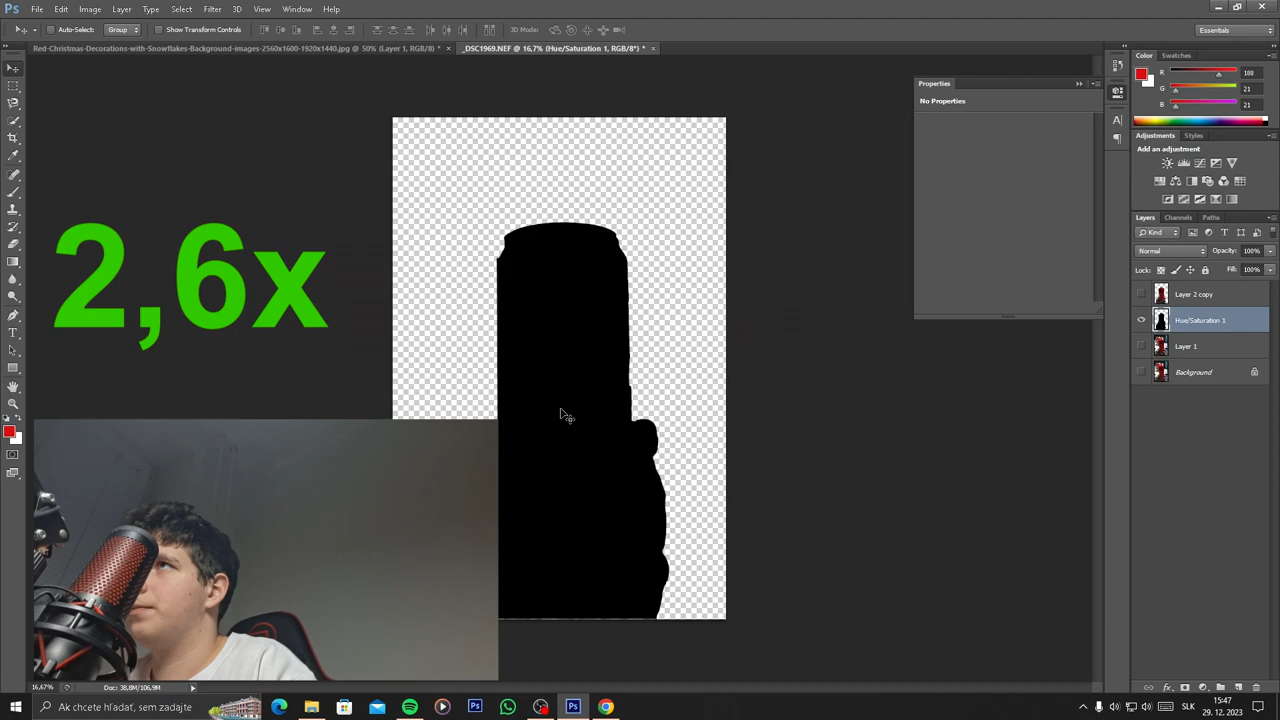 Ps File Edit Image Layer Type Select Filter 3D View Window Help
Auto-Select: Group Show Transform Controls 3D Mode: Essentials
Red-Christmas-Decorations-with-Snowflakes-Background-images-2560x1600-1920x1440.jpg @ 50% (Layer 1, RGB/8) * × _DSC1969.NEF @ 16,7% (Hue/Saturation 1, RGB/8*) * ×
Color Swatches
R 188
G 21
B 21
Properties
No Properties
Adjustments Styles
Add an adjustment
Layers Channels Paths
Kind
Normal Opacity: 100%
Lock: Fill: 100%
Layer 2 copy
Hue/Saturation 1
Layer 1
Background
2,6x
16,67% Doc: 38,8M/106,9M
Ak chcete hľadať, sem zadajte
SLK
15:47
29. 12. 2023